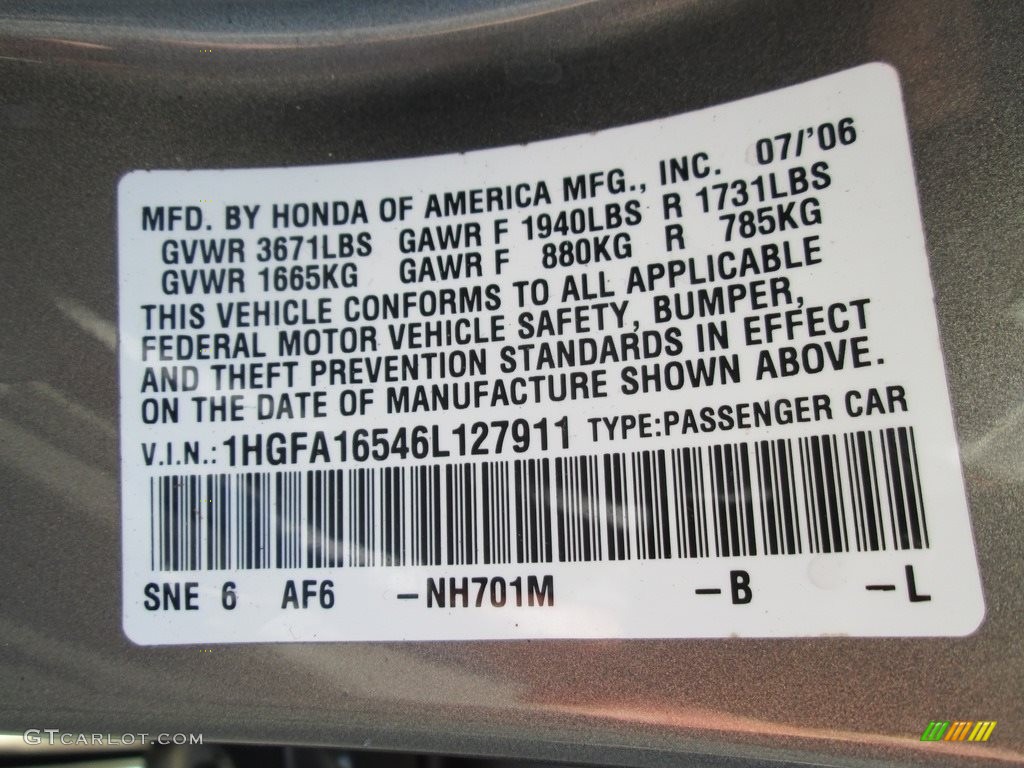 MFD. BY HONDA OF AMERICA MFG., INC. 07/'06
GVWR 3671LBS GAWR F 1940LBS R 1731LBS
GVWR 1665KG GAWR F 880KG R 785KG
THIS VEHICLE CONFORMS TO ALL APPLICABLE
FEDERAL MOTOR VEHICLE SAFETY, BUMPER,
AND THEFT PREVENTION STANDARDS IN EFFECT
ON THE DATE OF MANUFACTURE SHOWN ABOVE.
V.I.N.: 1HGFA16546L127911 TYPE:PASSENGER CAR
SNE 6 AF6 -NH701M -B -L
GTCARLOT.COM